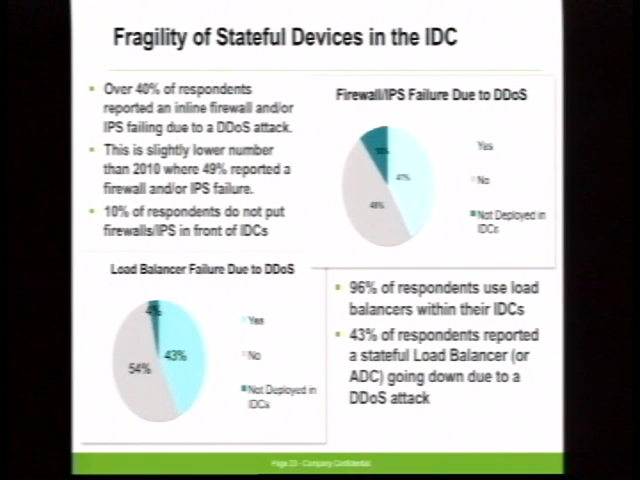 Fragility of Stateful Devices in the IDC
Over 40% of respondents
reported an inline firewall and/or
IPS failing due to a DDoS attack.
This is slightly lower number
than 2010 where 49% reported a
firewall and/or IPS failure.
10% of respondents do not put
firewalls/IPS in front of IDCs
Firewall/IPS Failure Due to DDoS
Yes
No
Not Deployed in
IDCs
Load Balancer Failure Due to DDoS
43%
54%
Yes
No
Not Deployed in
IDCs
96% of respondents use load
balancers within their IDCs
43% of respondents reported
a stateful Load Balancer (or
ADC) going down due to a
DDoS attack
Company Confidential